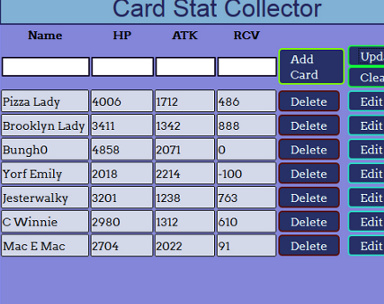 Card Stat Collector
Name HP ATK RCV
Add Card
Clea
Pizza Lady 4006 1712 486 Delete Edit
Brooklyn Lady 3411 1342 888 Delete Edit
Bungh0 4858 2071 0 Delete Edit
Yorf Emily 2018 2214 -100 Delete Edit
Jesterwalky 3201 1238 763 Delete Edit
C Winnie 2980 1312 610 Delete Edit
Mac E Mac 2704 2022 91 Delete Edit